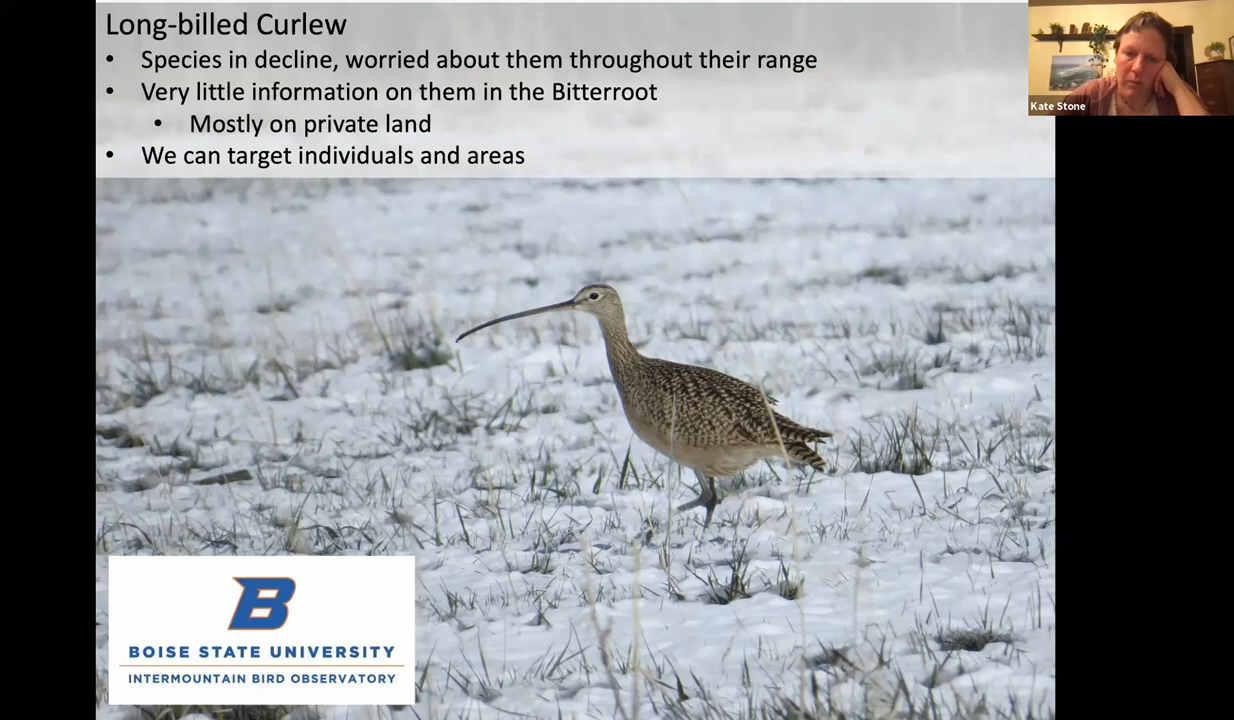 Long-billed Curlew
• Species in decline, worried about them throughout their range
• Very little information on them in the Bitterroot
• Mostly on private land
• We can target individuals and areas
Kate Stone
B
BOISE STATE UNIVERSITY
INTERMOUNTAIN BIRD OBSERVATORY